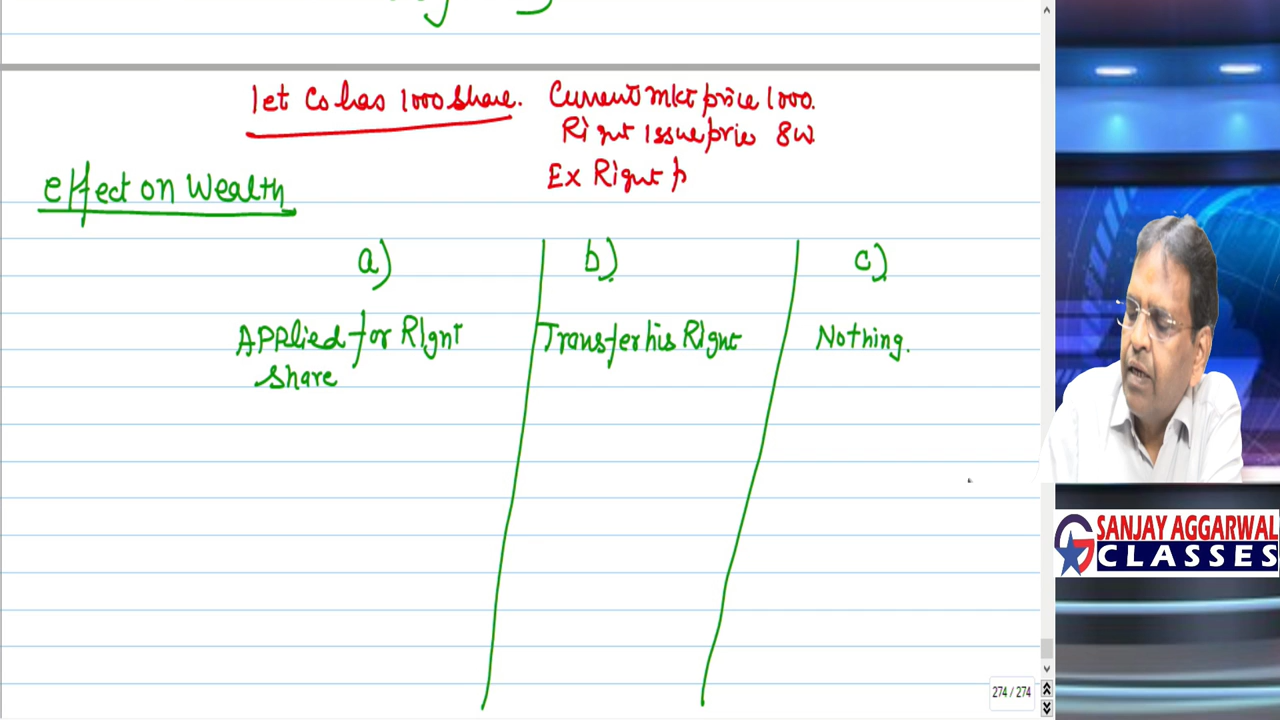 let Co has 1000 Share. Current mkt price 1000.
Right Issue price 800
Ex Right p
Effect on Wealth
a) b) c)
Applied for Right Transfer his Right Nothing.
Share
SANJAY AGGARWAL
CLASSES
274 / 274